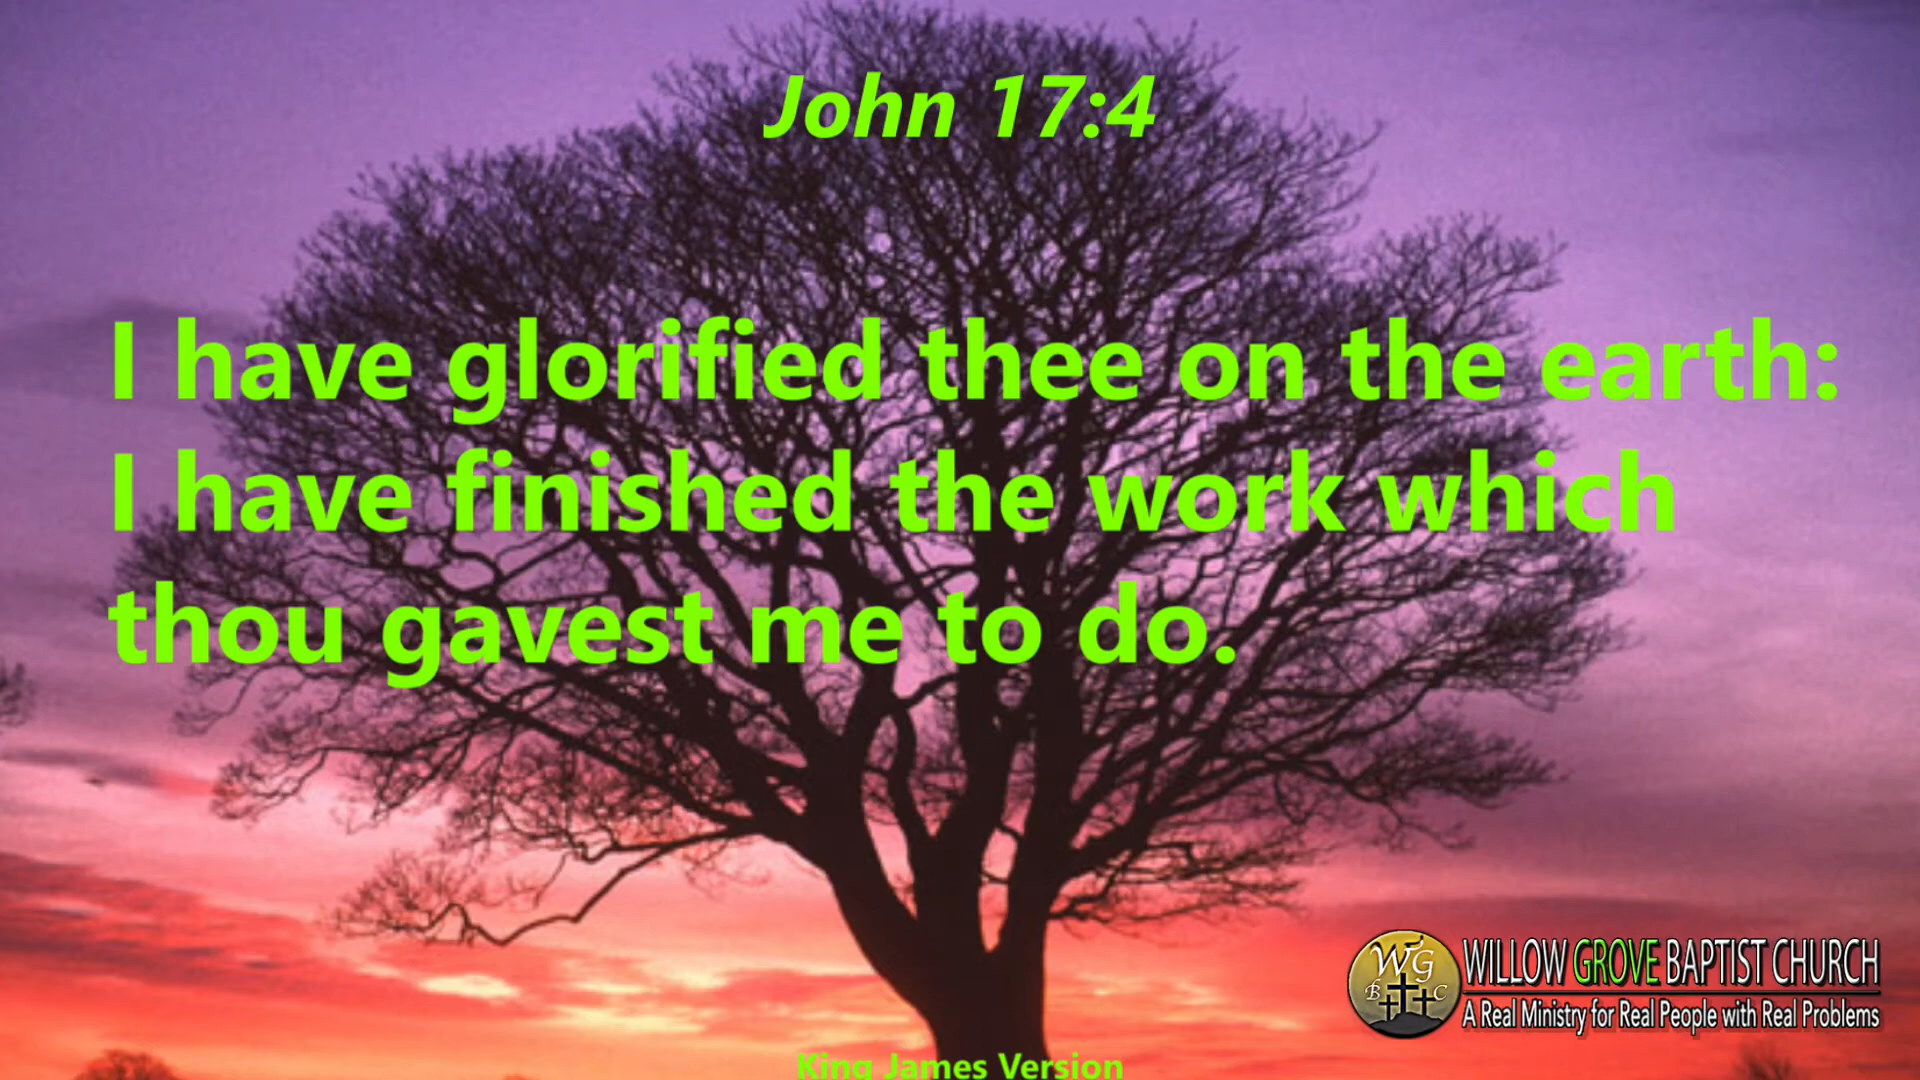 John 17:4
I have glorified thee on the earth:
I have finished the work which
thou gavest me to do.
WG
B C
WILLOW GROVE BAPTIST CHURCH
A Real Ministry for Real People with Real Problems
King James Version